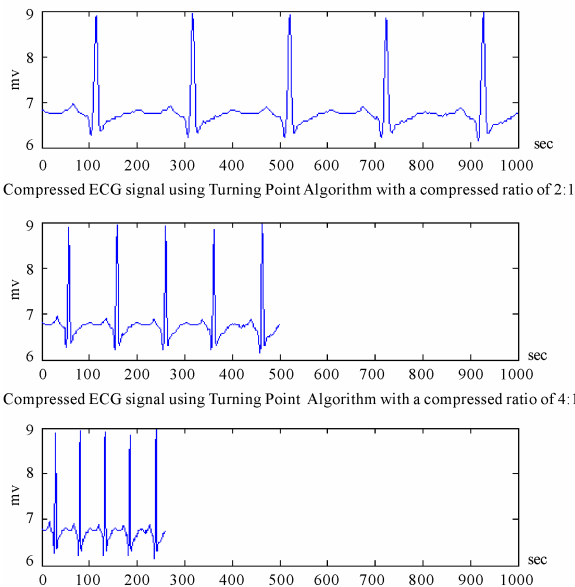 9
8
mv
7
6
sec
0 100 200 300 400 500 600 700 800 900 1000
Compressed ECG signal using Turning Point Algorithm with a compressed ratio of 2:1
9
8
mv
7
6
sec
0 100 200 300 400 500 600 700 800 900 1000
Compressed ECG signal using Turning Point Algorithm with a compressed ratio of 4:1
9
8
mv
7
6
sec
0 100 200 300 400 500 600 700 800 900 1000